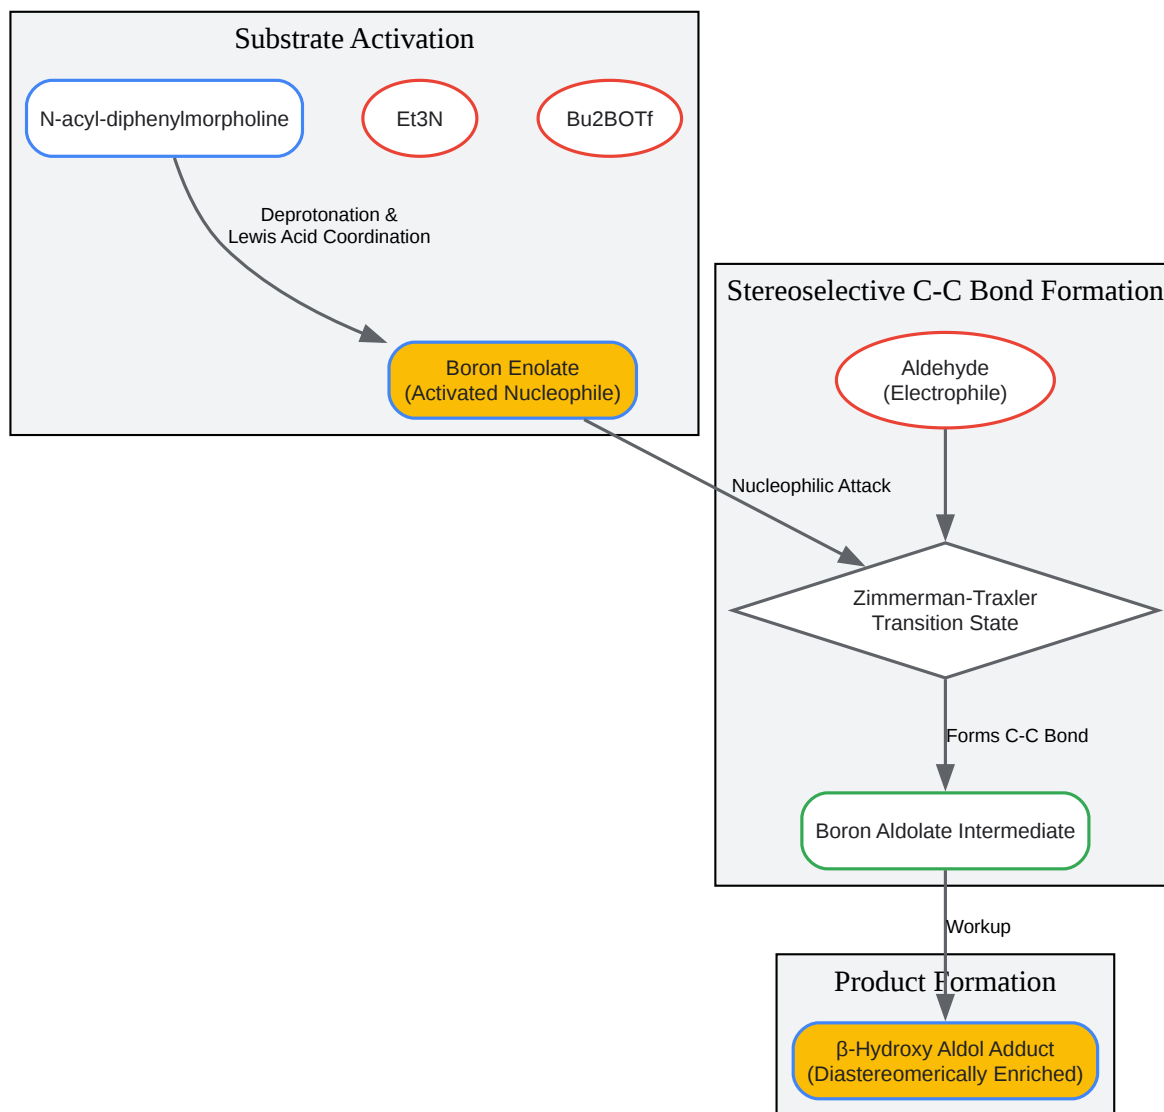 Substrate Activation
N-acyl-diphenylmorpholine
Et3N
Bu2BOTf
Deprotonation &
Lewis Acid Coordination
Boron Enolate
(Activated Nucleophile)
Stereoselective C-C Bond Formation
Aldehyde
(Electrophile)
Nucleophilic Attack
Zimmerman-Traxler
Transition State
Forms C-C Bond
Boron Aldolate Intermediate
Workup
Product Formation
β-Hydroxy Aldol Adduct
(Diastereomerically Enriched)